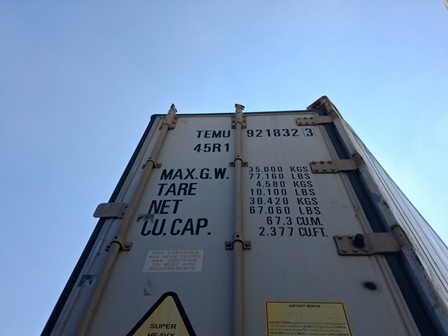 TEMU 921832 3
45R1
MAX.G.W. 35.000 KGS
77.160 LBS
TARE 4.580 KGS
10.100 LBS
NET 30.420 KGS
67.060 LBS
CU.CAP. 67.3 CU.M.
2.377 CU.FT.
SUPER
HEAVY